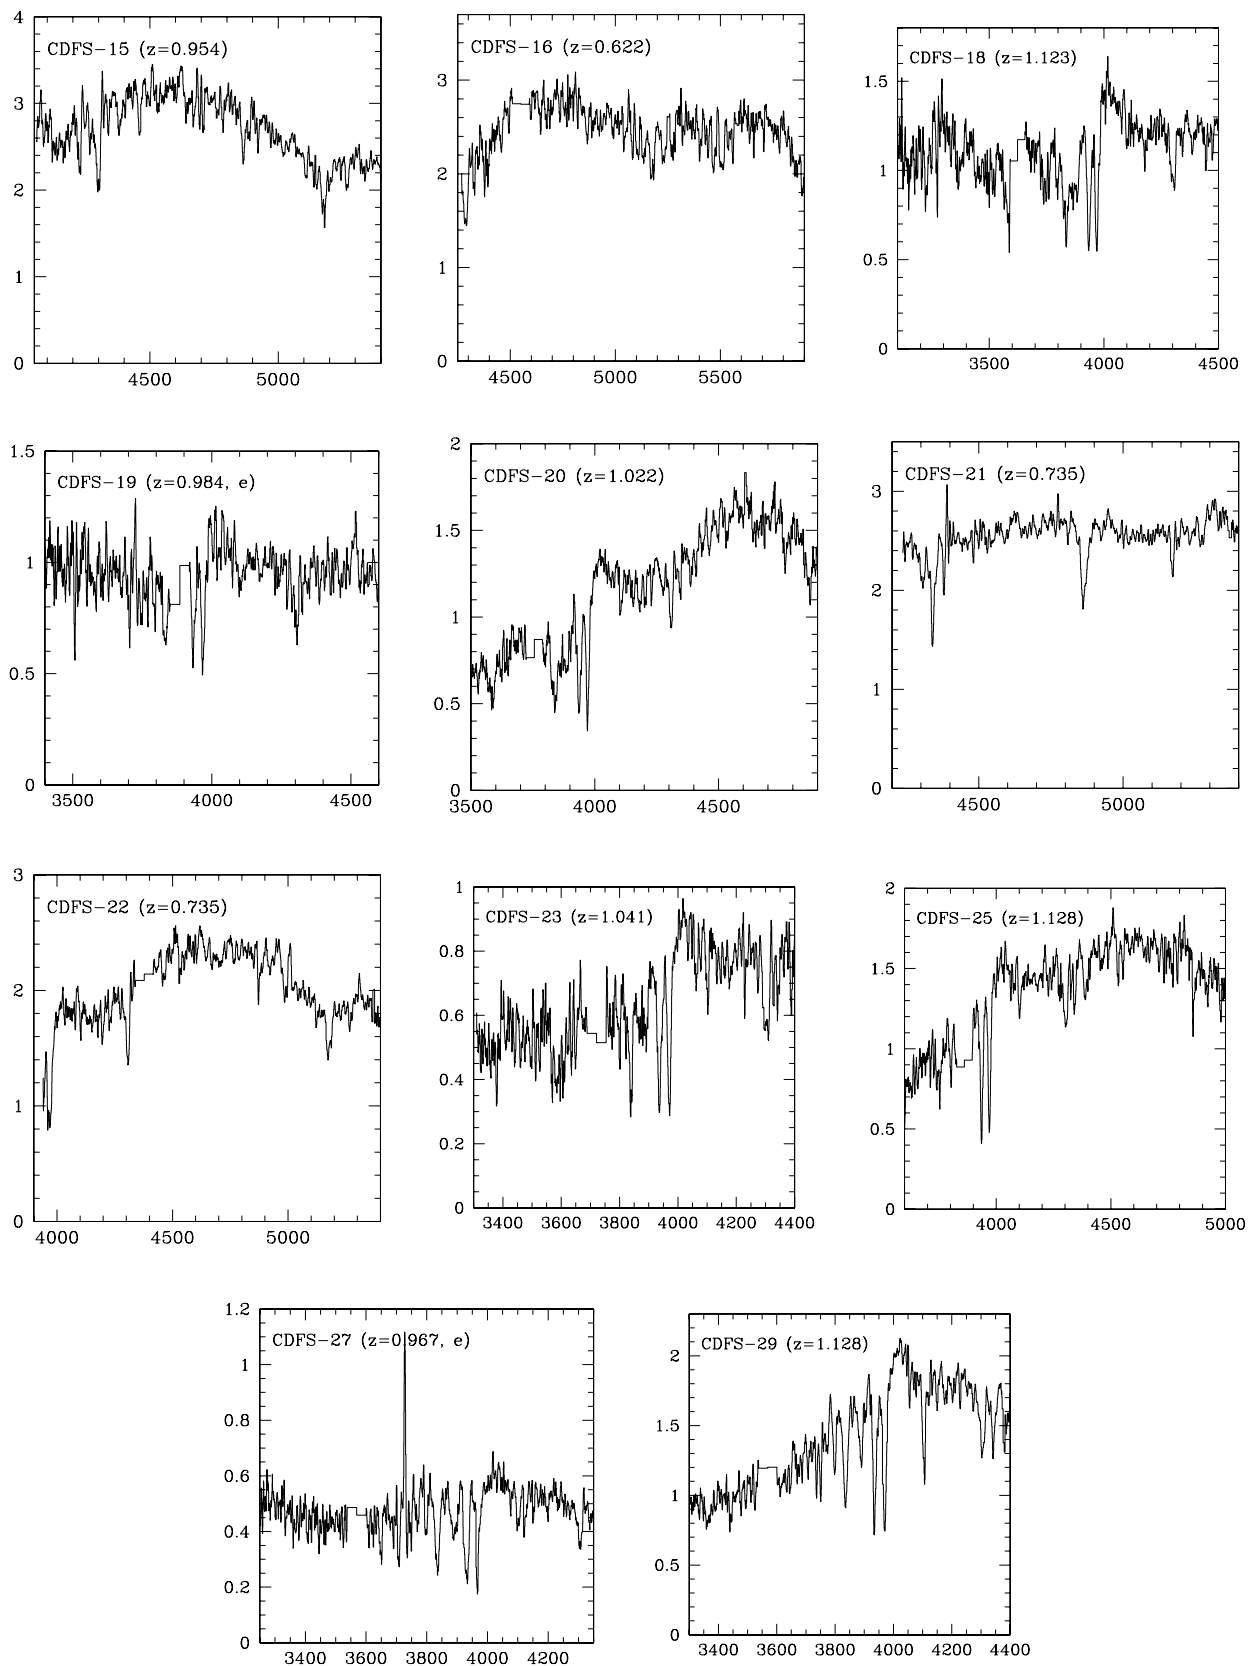 4
CDFS-15 (z=0.954)
3
2
1
0
4500 5000
CDFS-16 (z=0.622)
3
2
1
0
4500 5000 5500
CDFS-18 (z=1.123)
1.5
1
0.5
0
3500 4000 4500
1.5
CDFS-19 (z=0.984, e)
1
0.5
0
3500 4000 4500
2
CDFS-20 (z=1.022)
1.5
1
0.5
0
3500 4000 4500
CDFS-21 (z=0.735)
3
2
1
0
4500 5000
3
CDFS-22 (z=0.735)
2
1
0
4000 4500 5000
1
CDFS-23 (z=1.041)
0.8
0.6
0.4
0.2
0
3400 3600 3800 4000 4200 4400
2
CDFS-25 (z=1.128)
1.5
1
0.5
0
4000 4500 5000
1.2
CDFS-27 (z=0.967, e)
1
0.8
0.6
0.4
0.2
0
3400 3600 3800 4000 4200
CDFS-29 (z=1.128)
2
1.5
1
0.5
0
3400 3600 3800 4000 4200 4400